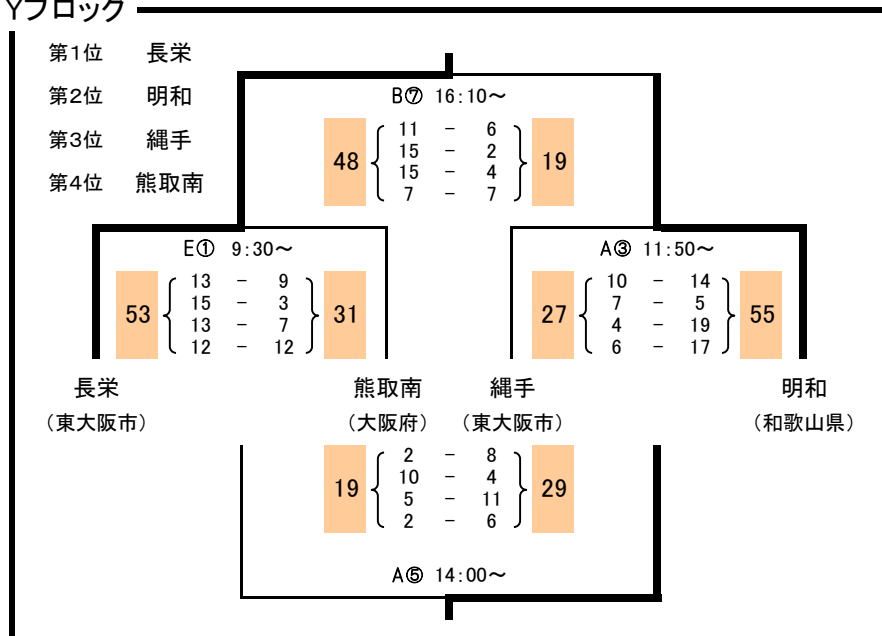 Yブロック
第1位 長栄
第2位 明和
第3位 縄手
第4位 熊取南
B⑦ 16:10～
48 11 - 6 19
15 - 2
15 - 4
7 - 7
E① 9:30～
53 13 - 9 31
15 - 3
13 - 7
12 - 12
A③ 11:50～
27 10 - 14 55
7 - 5
4 - 19
6 - 17
長栄 熊取南 縄手 明和
（東大阪市） （大阪府） （東大阪市） （和歌山県）
19 2 - 8 29
10 - 4
5 - 11
2 - 6
A⑤ 14:00～